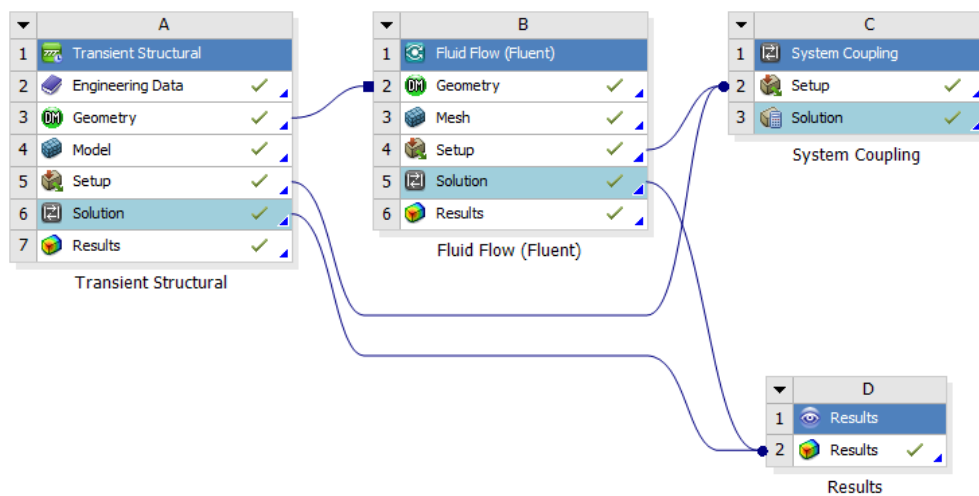 A
1 Transient Structural
2 Engineering Data
3 DM Geometry
4 Model
5 Setup
6 Solution
7 Results
Transient Structural
B
1 Fluid Flow (Fluent)
2 DM Geometry
3 Mesh
4 Setup
5 Solution
6 Results
Fluid Flow (Fluent)
C
1 System Coupling
2 Setup
3 Solution
System Coupling
D
1 Results
2 Results
Results